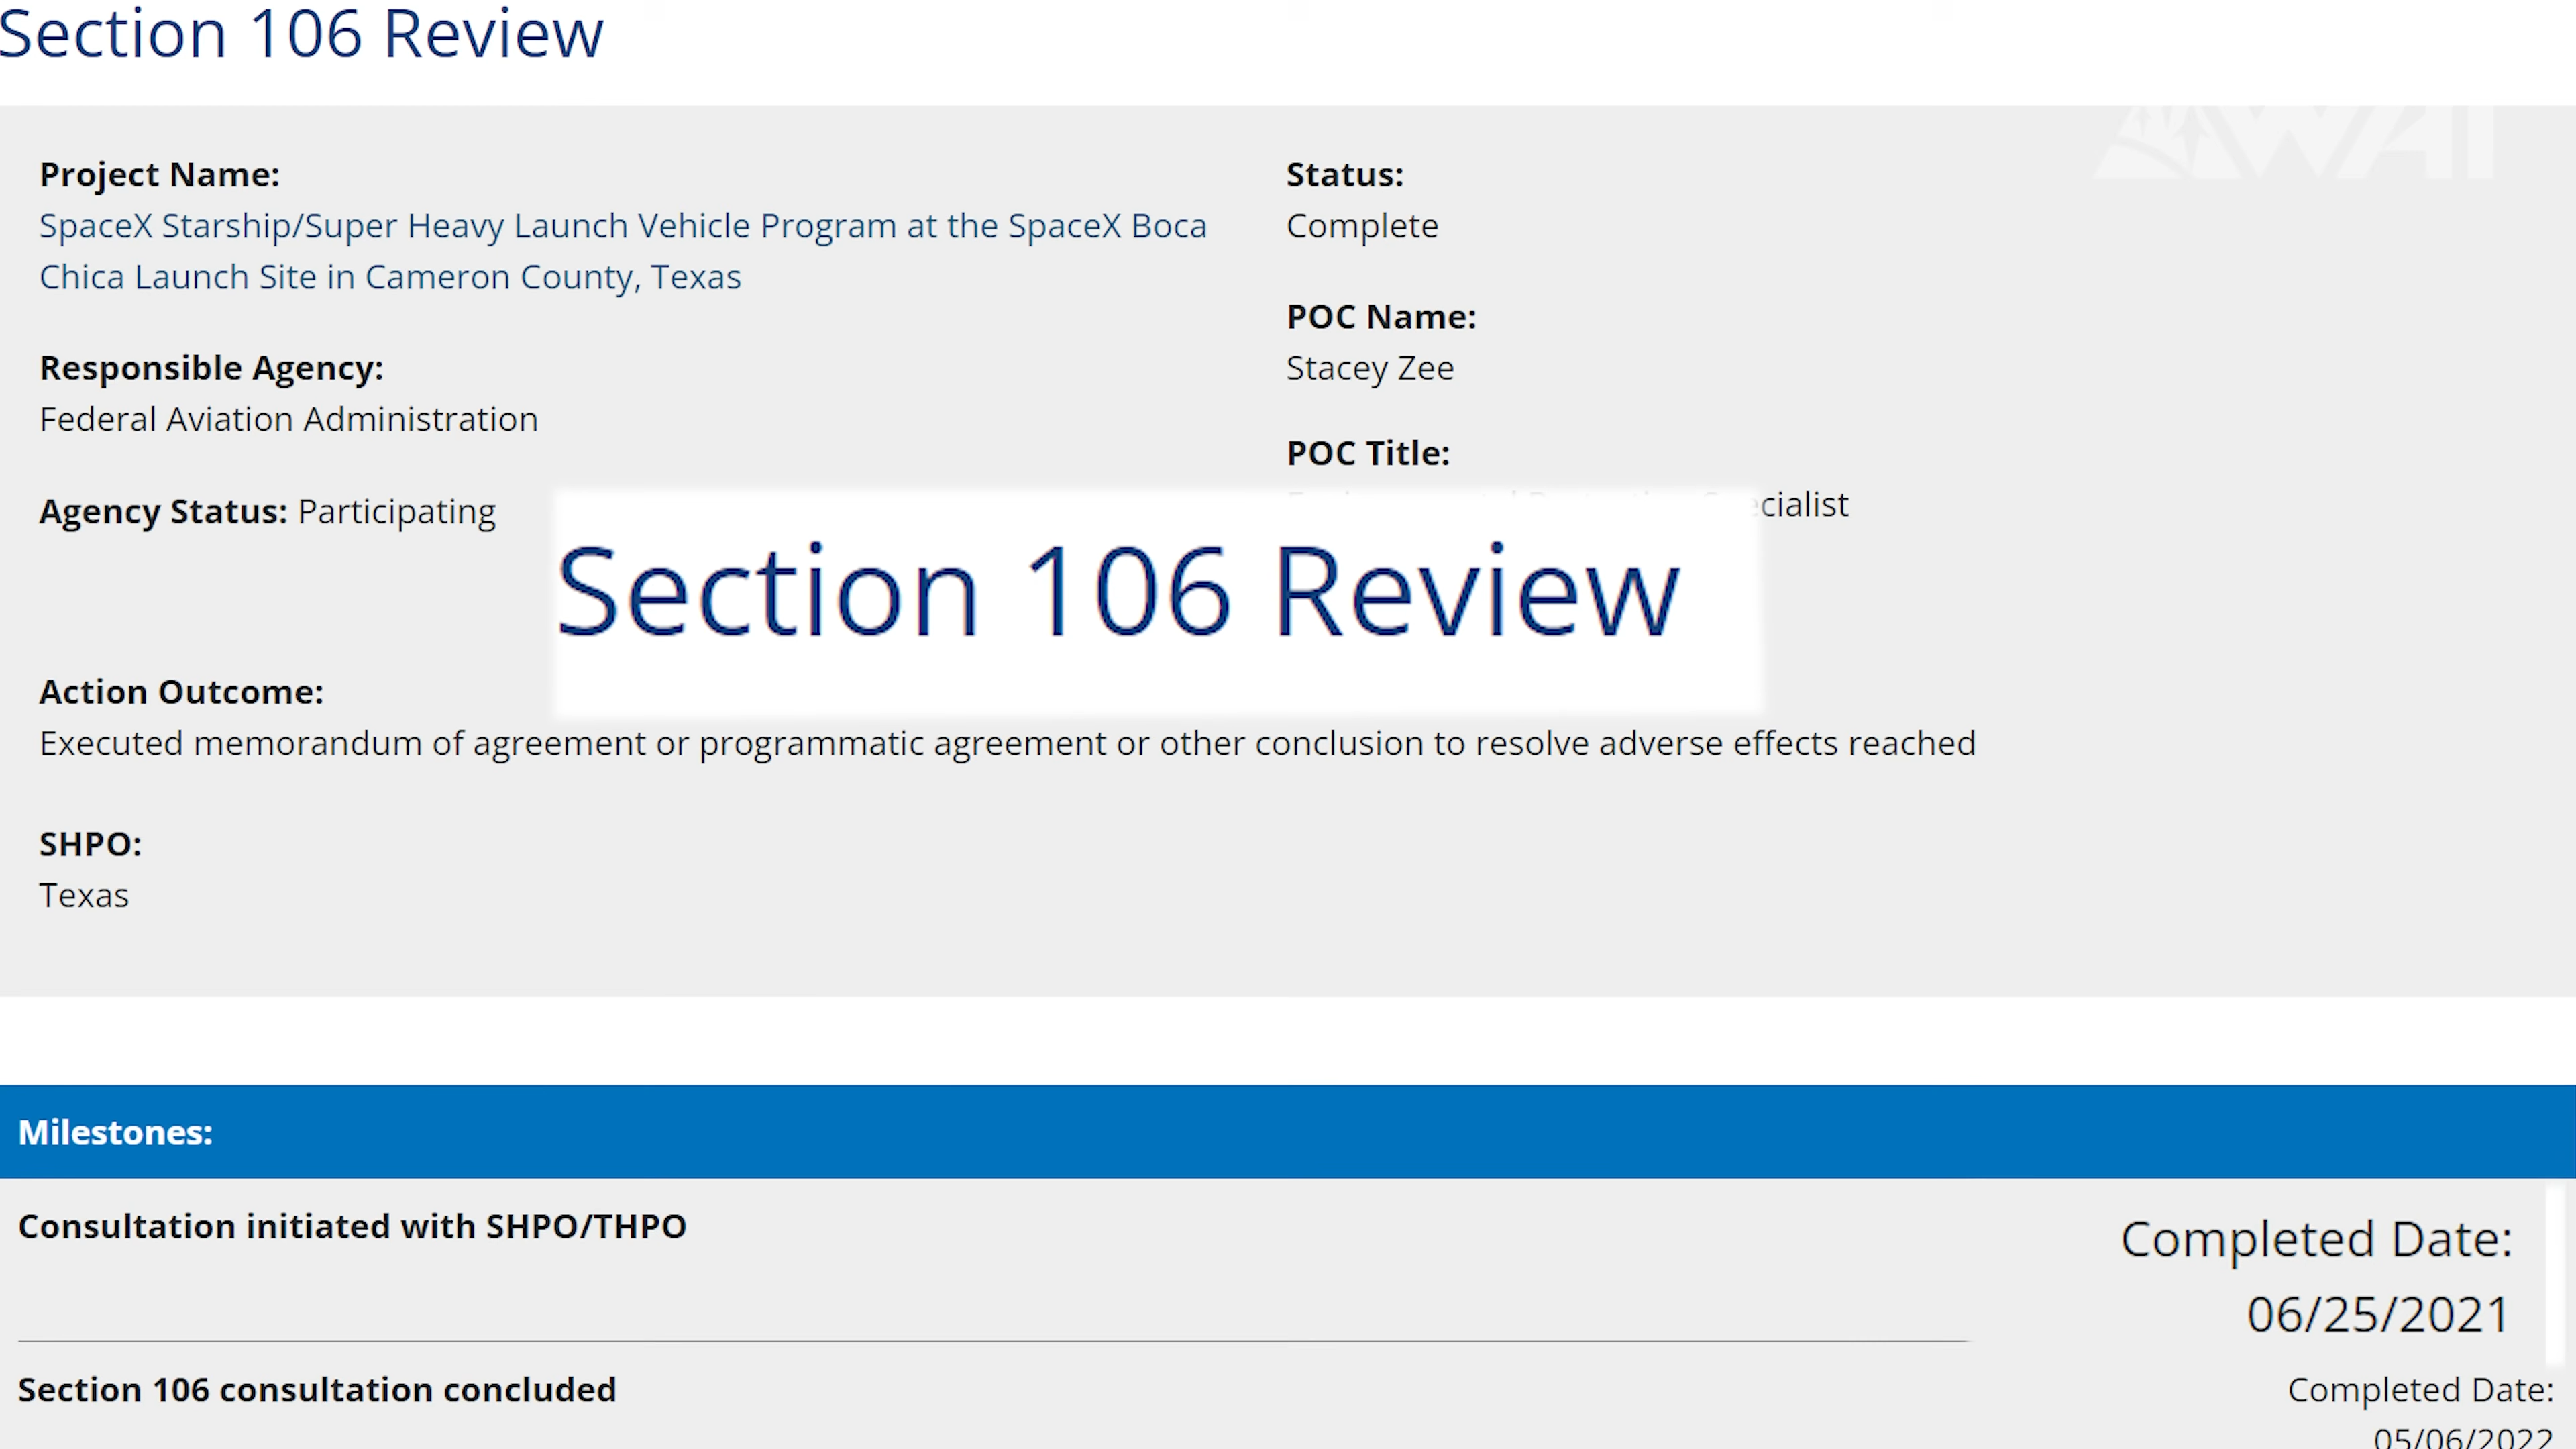 Section 106 Review
WAI
Project Name:
SpaceX Starship/Super Heavy Launch Vehicle Program at the SpaceX Boca
Chica Launch Site in Cameron County, Texas
Responsible Agency:
Federal Aviation Administration
Agency Status: Participating
Status:
Complete
POC Name:
Stacey Zee
POC Title:
Section 106 Review
Action Outcome:
Executed memorandum of agreement or programmatic agreement or other conclusion to resolve adverse effects reached
SHPO:
Texas
Milestones:
Consultation initiated with SHPO/THPO
Completed Date:
06/25/2021
Section 106 consultation concluded
Completed Date:
05/06/2022